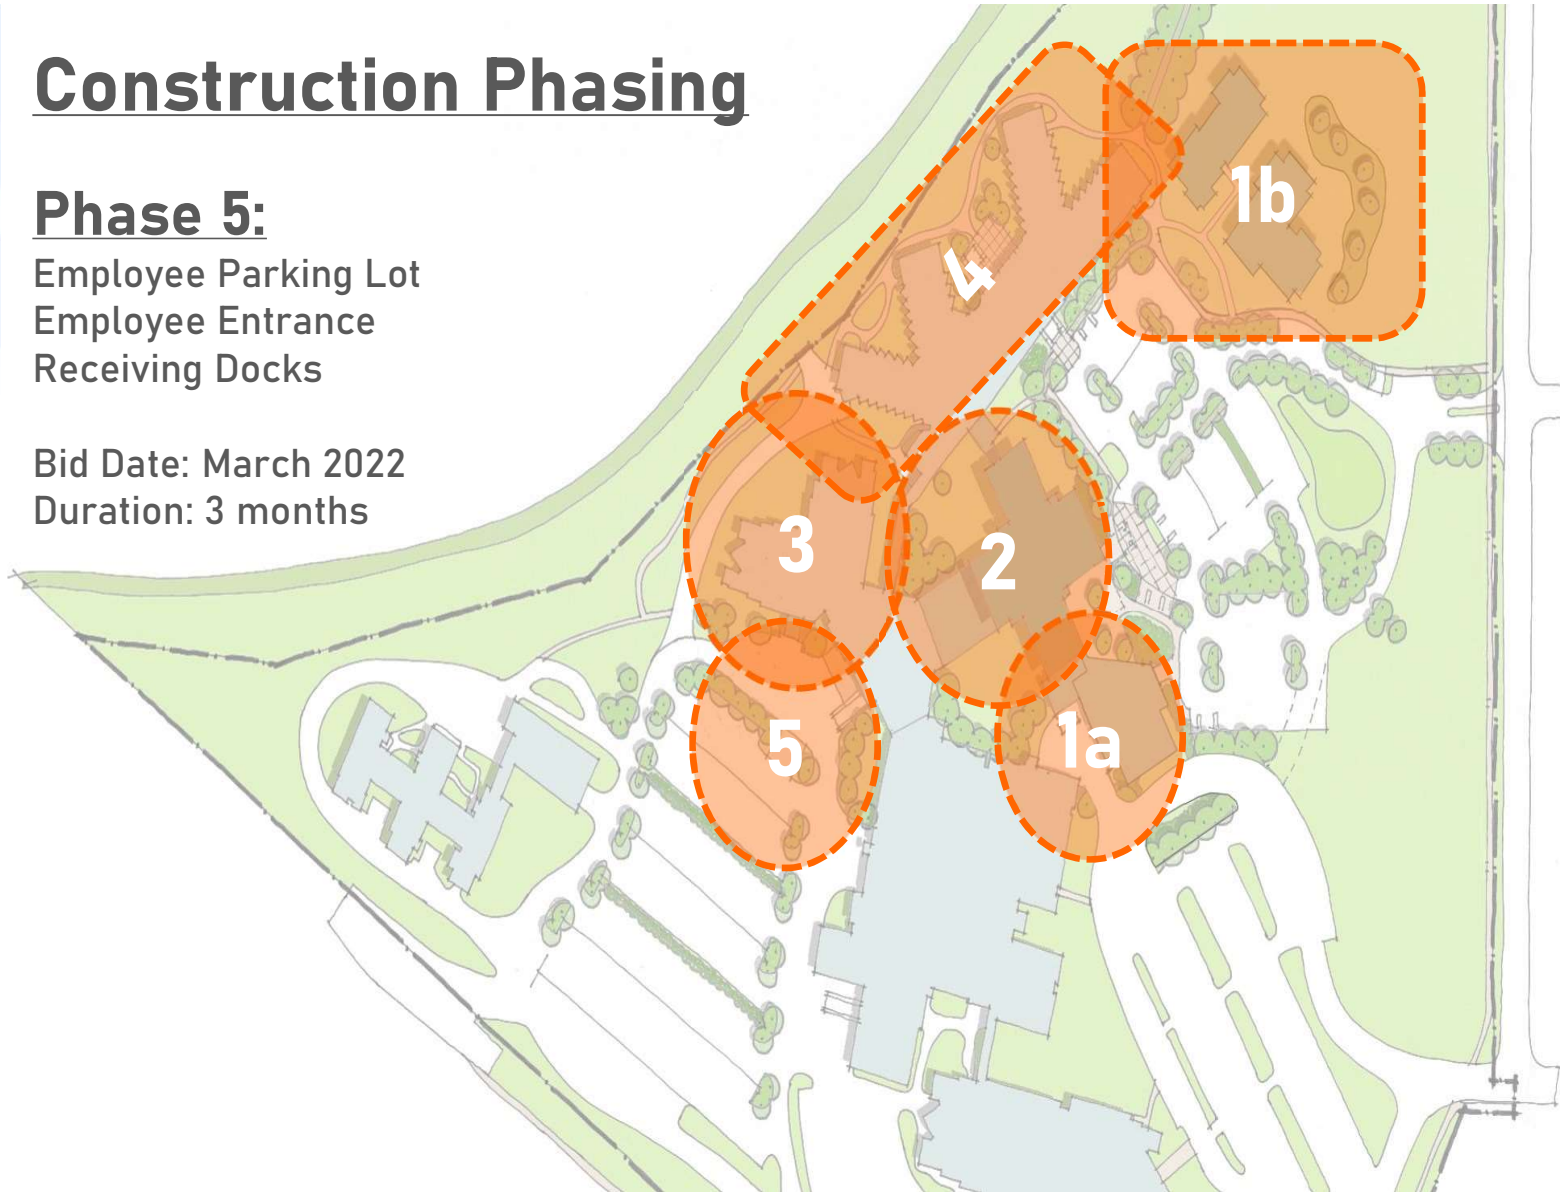 Construction Phasing
Phase 5:
Employee Parking Lot
Employee Entrance
Receiving Docks
Bid Date: March 2022
Duration: 3 months
1b
4
3
2
5
1a